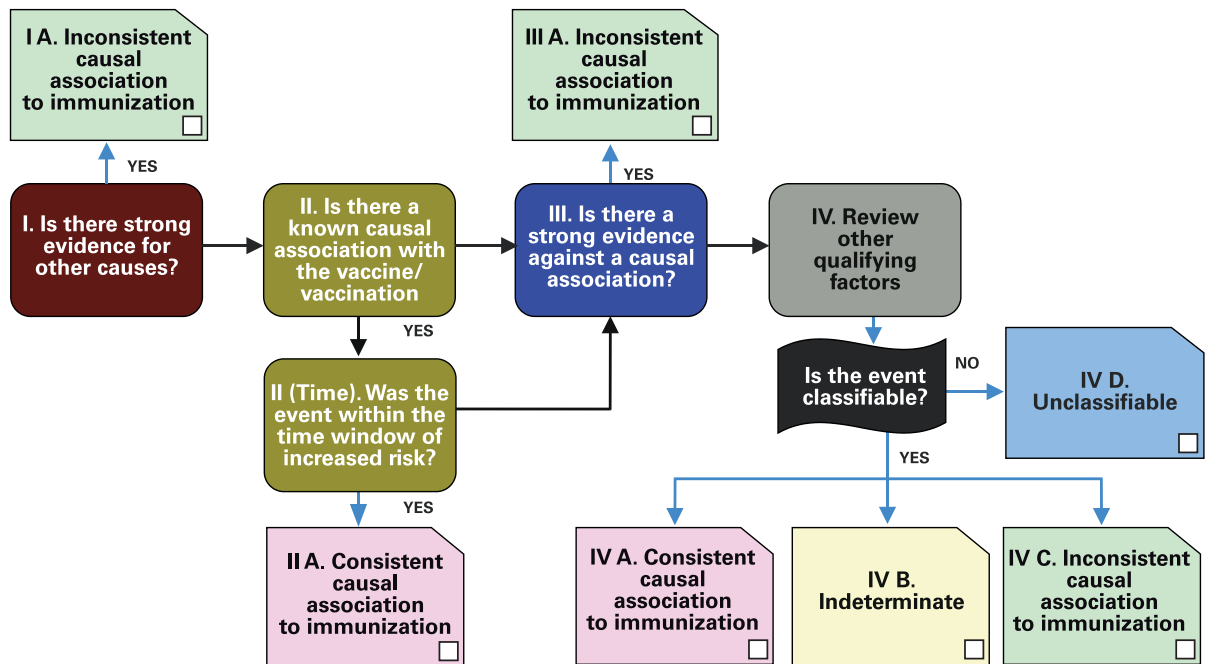 I A. Inconsistent
causal
association
to immunization
III A. Inconsistent
causal
association
to immunization
YES
YES
I. Is there strong
evidence for
other causes?
II. Is there a
known causal
association with
the vaccine/
vaccination
III. Is there a
strong evidence
against a causal
association?
IV. Review
other
qualifying
factors
YES
II (Time). Was the
event within the
time window of
increased risk?
Is the event
classifiable?
NO
IV D.
Unclassifiable
YES
YES
II A. Consistent
causal
association
to immunization
IV A. Consistent
causal
association
to immunization
IV B.
Indeterminate
IV C. Inconsistent
causal
association
to immunization